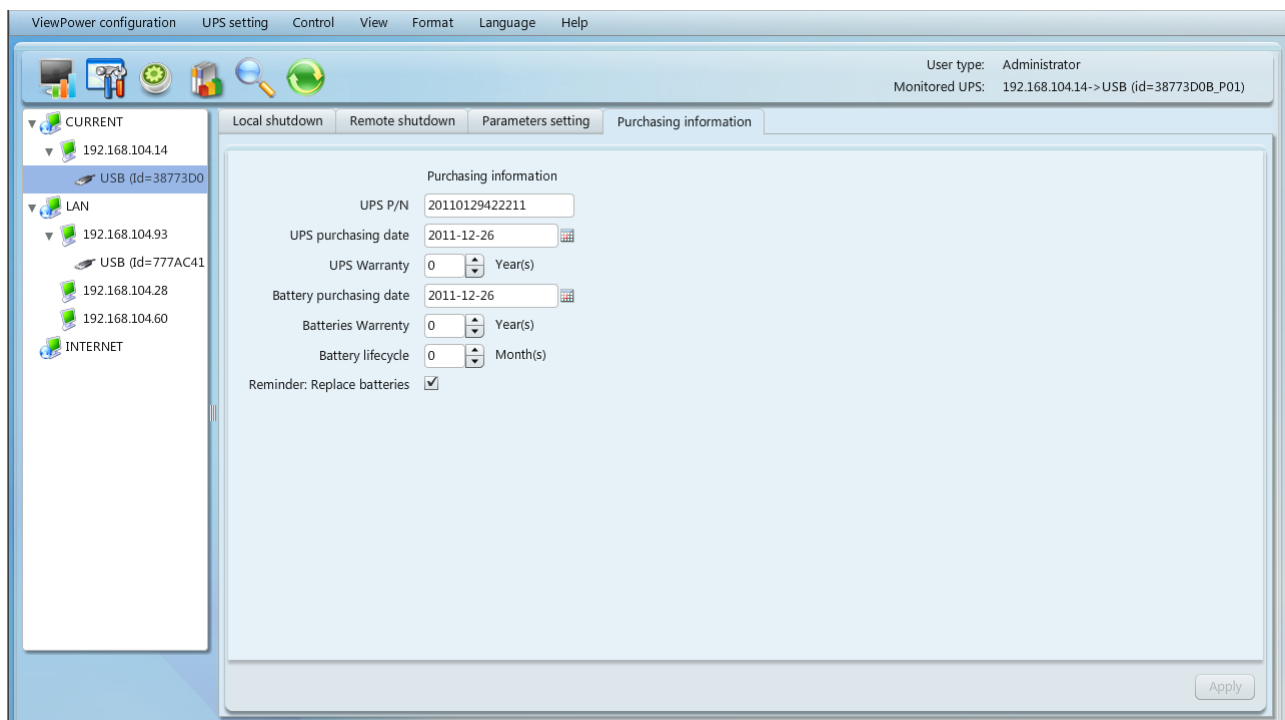 ViewPower configuration UPS setting Control View Format Language Help
User type: Administrator
Monitored UPS: 192.168.104.14->USB (id=38773D0B_P01)
CURRENT
192.168.104.14
USB (Id=38773D0
LAN
192.168.104.93
USB (Id=777AC41
192.168.104.28
192.168.104.60
INTERNET
Local shutdown Remote shutdown Parameters setting Purchasing information
Purchasing information
UPS P/N 20110129422211
UPS purchasing date 2011-12-26
UPS Warranty 0 Year(s)
Battery purchasing date 2011-12-26
Batteries Warrenty 0 Year(s)
Battery lifecycle 0 Month(s)
Reminder: Replace batteries
Apply